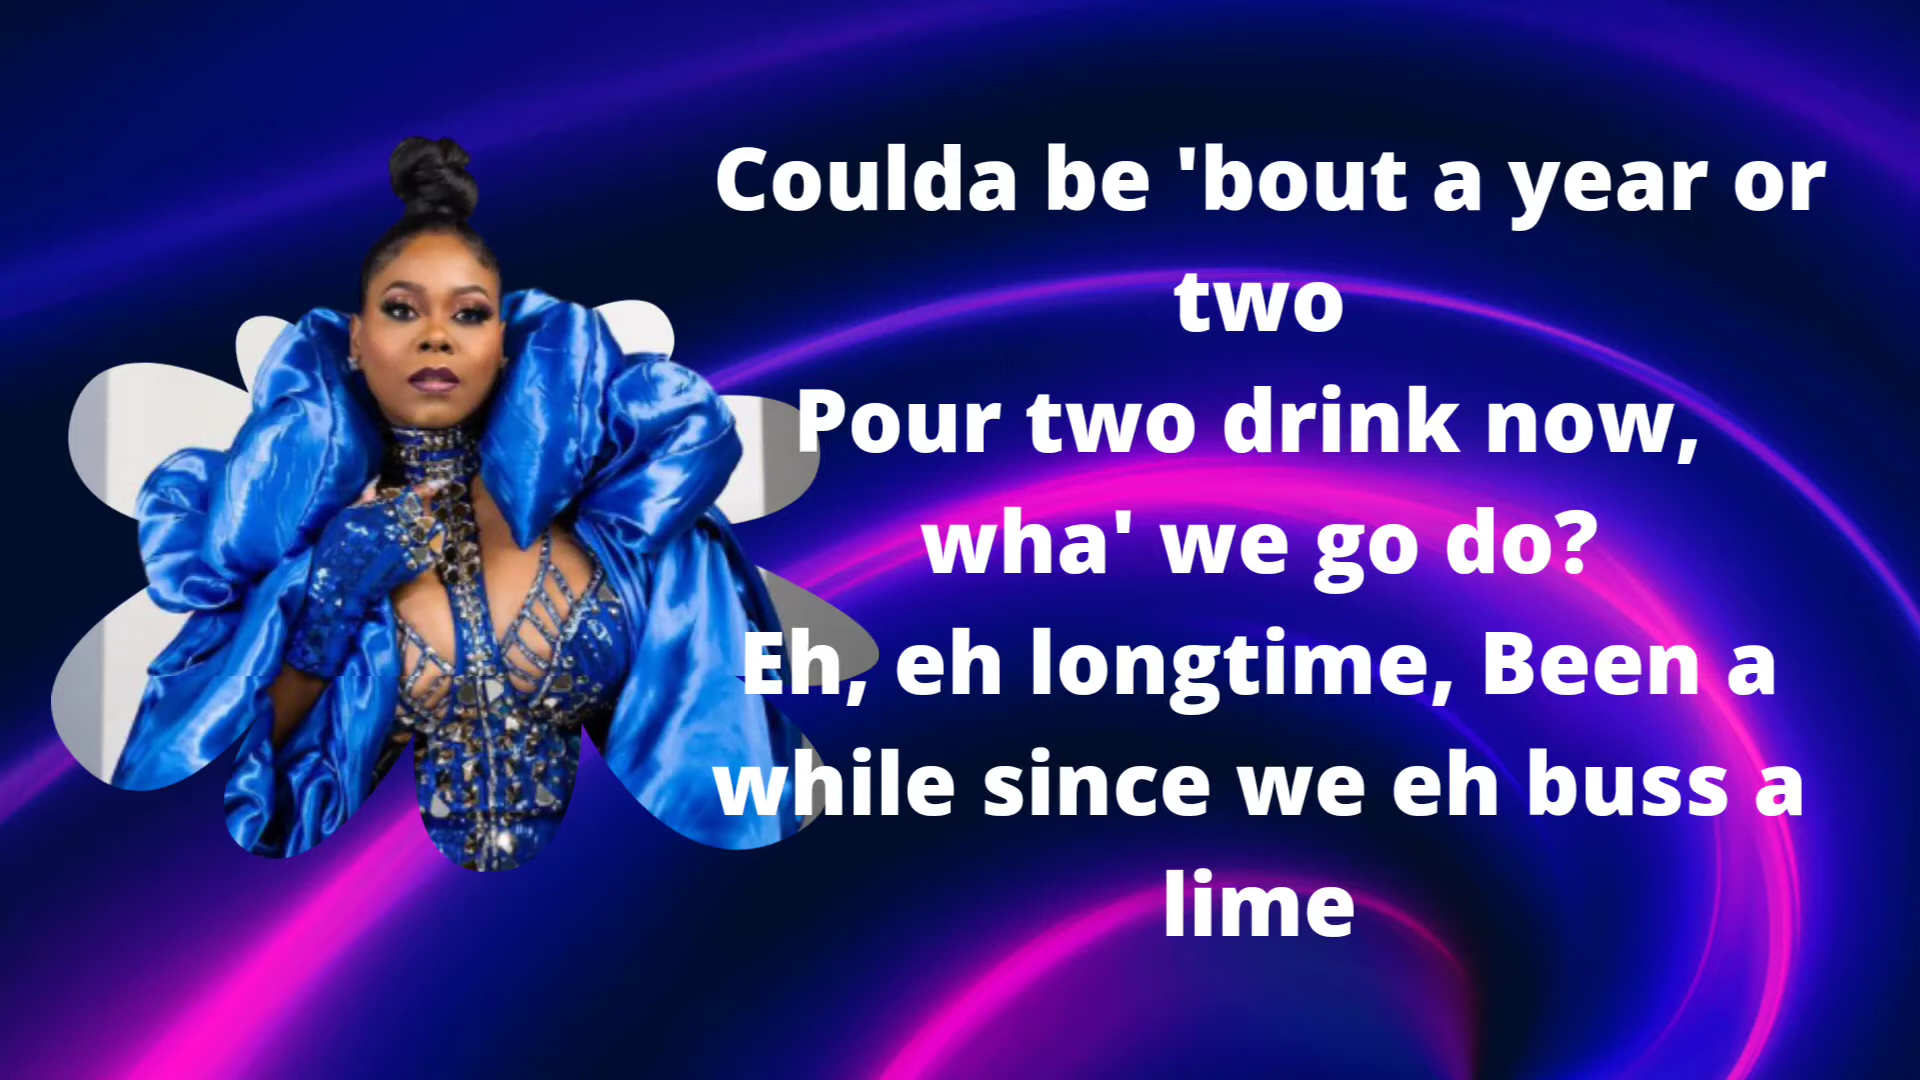 Coulda be 'bout a year or
two
Pour two drink now,
wha' we go do?
Eh, eh longtime, Been a
while since we eh buss a
lime